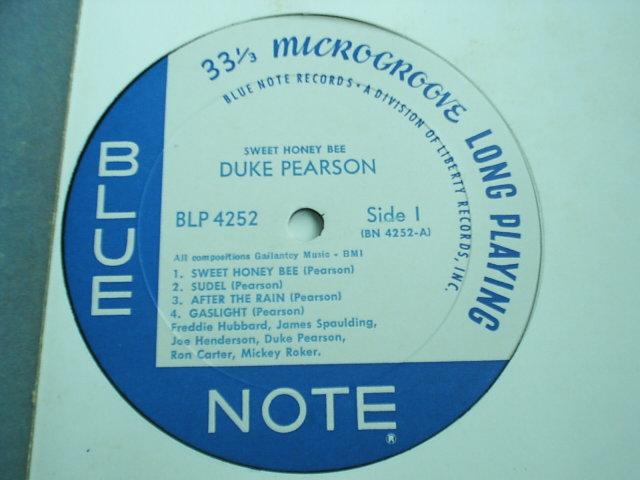 33 1/3 MICROGROOVE LONG PLAYING
BLUE NOTE RECORDS • A DIVISION OF LIBERTY RECORDS, INC.
BLUE
SWEET HONEY BEE
DUKE PEARSON
BLP 4252
Side 1
(BN 4252-A)
All compositions Gailantcy Music - BMI
1. SWEET HONEY BEE (Pearson)
2. SUDEL (Pearson)
3. AFTER THE RAIN (Pearson)
4. GASLIGHT (Pearson)
Freddie Hubbard, James Spaulding,
Joe Henderson, Duke Pearson,
Ron Carter, Mickey Roker.
NOTE®